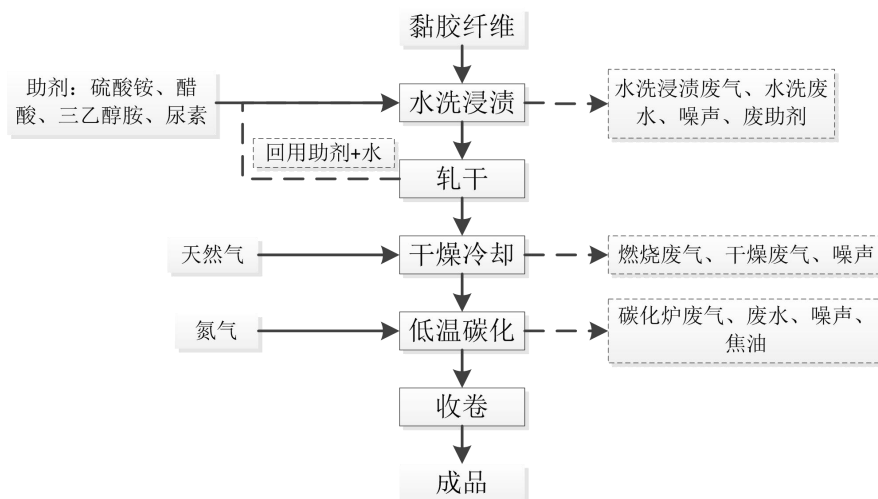 黏胶纤维
助剂：硫酸铵、醋
酸、三乙醇胺、尿素
水洗浸渍
水洗浸渍废气、水洗废
水、噪声、废助剂
回用助剂+水
轧干
天然气
干燥冷却
燃烧废气、干燥废气、噪声
氮气
低温碳化
碳化炉废气、废水、噪声、
焦油
收卷
成品